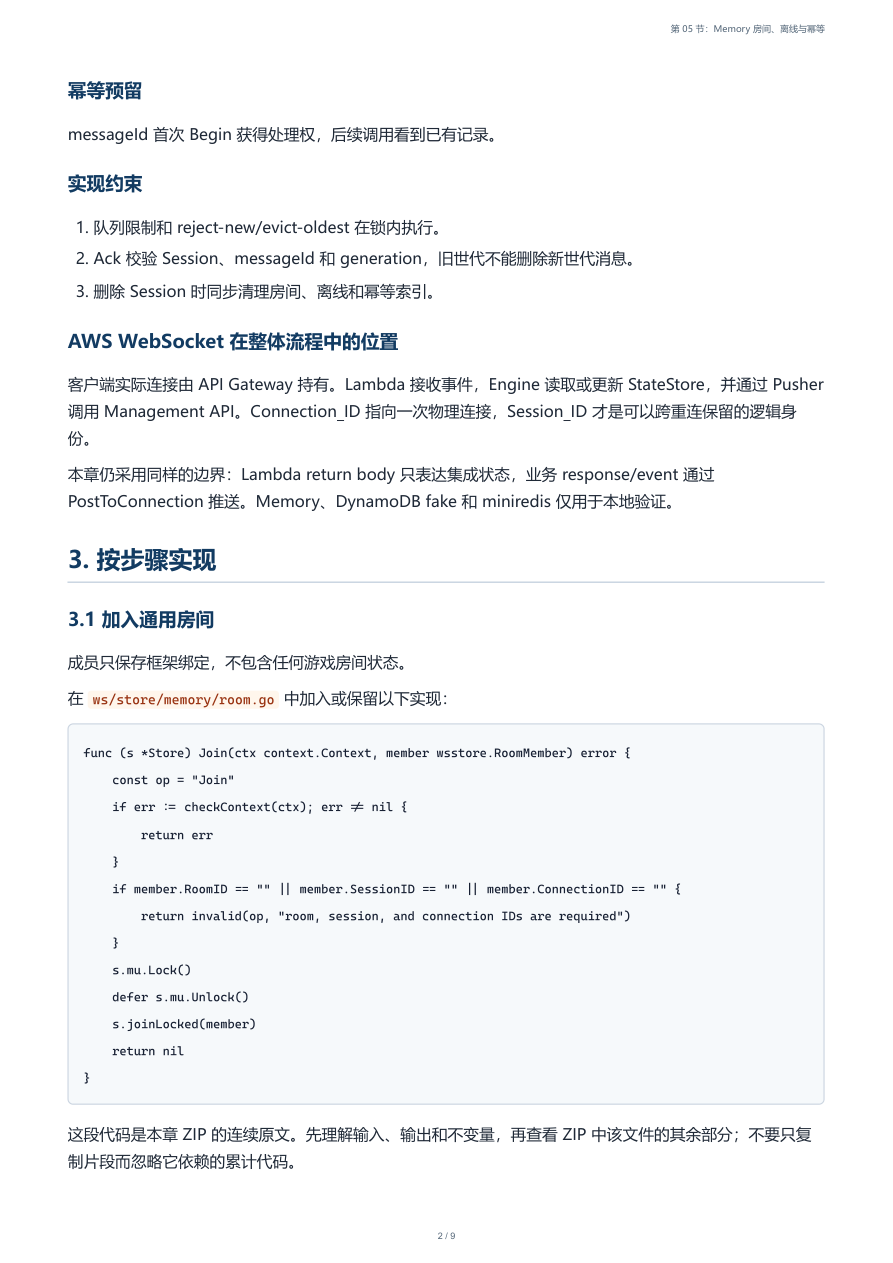 第 05 节：Memory 房间、离线与幂等
幂等预留
messageId 首次 Begin 获得处理权，后续调用看到已有记录。
实现约束
1. 队列限制和 reject-new/evict-oldest 在锁内执行。
2. Ack 校验 Session、messageId 和 generation，旧世代不能删除新世代消息。
3. 删除 Session 时同步清理房间、离线和幂等索引。
AWS WebSocket 在整体流程中的位置
客户端实际连接由 API Gateway 持有。Lambda 接收事件，Engine 读取或更新 StateStore，并通过 Pusher
调用 Management API。Connection_ID 指向一次物理连接，Session_ID 才是可以跨重连保留的逻辑身
份。
本章仍采用同样的边界：Lambda return body 只表达集成状态，业务 response/event 通过
PostToConnection 推送。Memory、DynamoDB fake 和 miniredis 仅用于本地验证。
3. 按步骤实现
3.1 加入通用房间
成员只保存框架绑定，不包含任何游戏房间状态。
在 ws/store/memory/room.go 中加入或保留以下实现：
func (s *Store) Join(ctx context.Context, member wsstore.RoomMember) error {
    const op = "Join"
    if err := checkContext(ctx); err != nil {
        return err
    }
    if member.RoomID == "" || member.SessionID == "" || member.ConnectionID == "" {
        return invalid(op, "room, session, and connection IDs are required")
    }
    s.mu.Lock()
    defer s.mu.Unlock()
    s.joinLocked(member)
    return nil
}
这段代码是本章 ZIP 的连续原文。先理解输入、输出和不变量，再查看 ZIP 中该文件的其余部分；不要只复
制片段而忽略它依赖的累计代码。
2 / 9